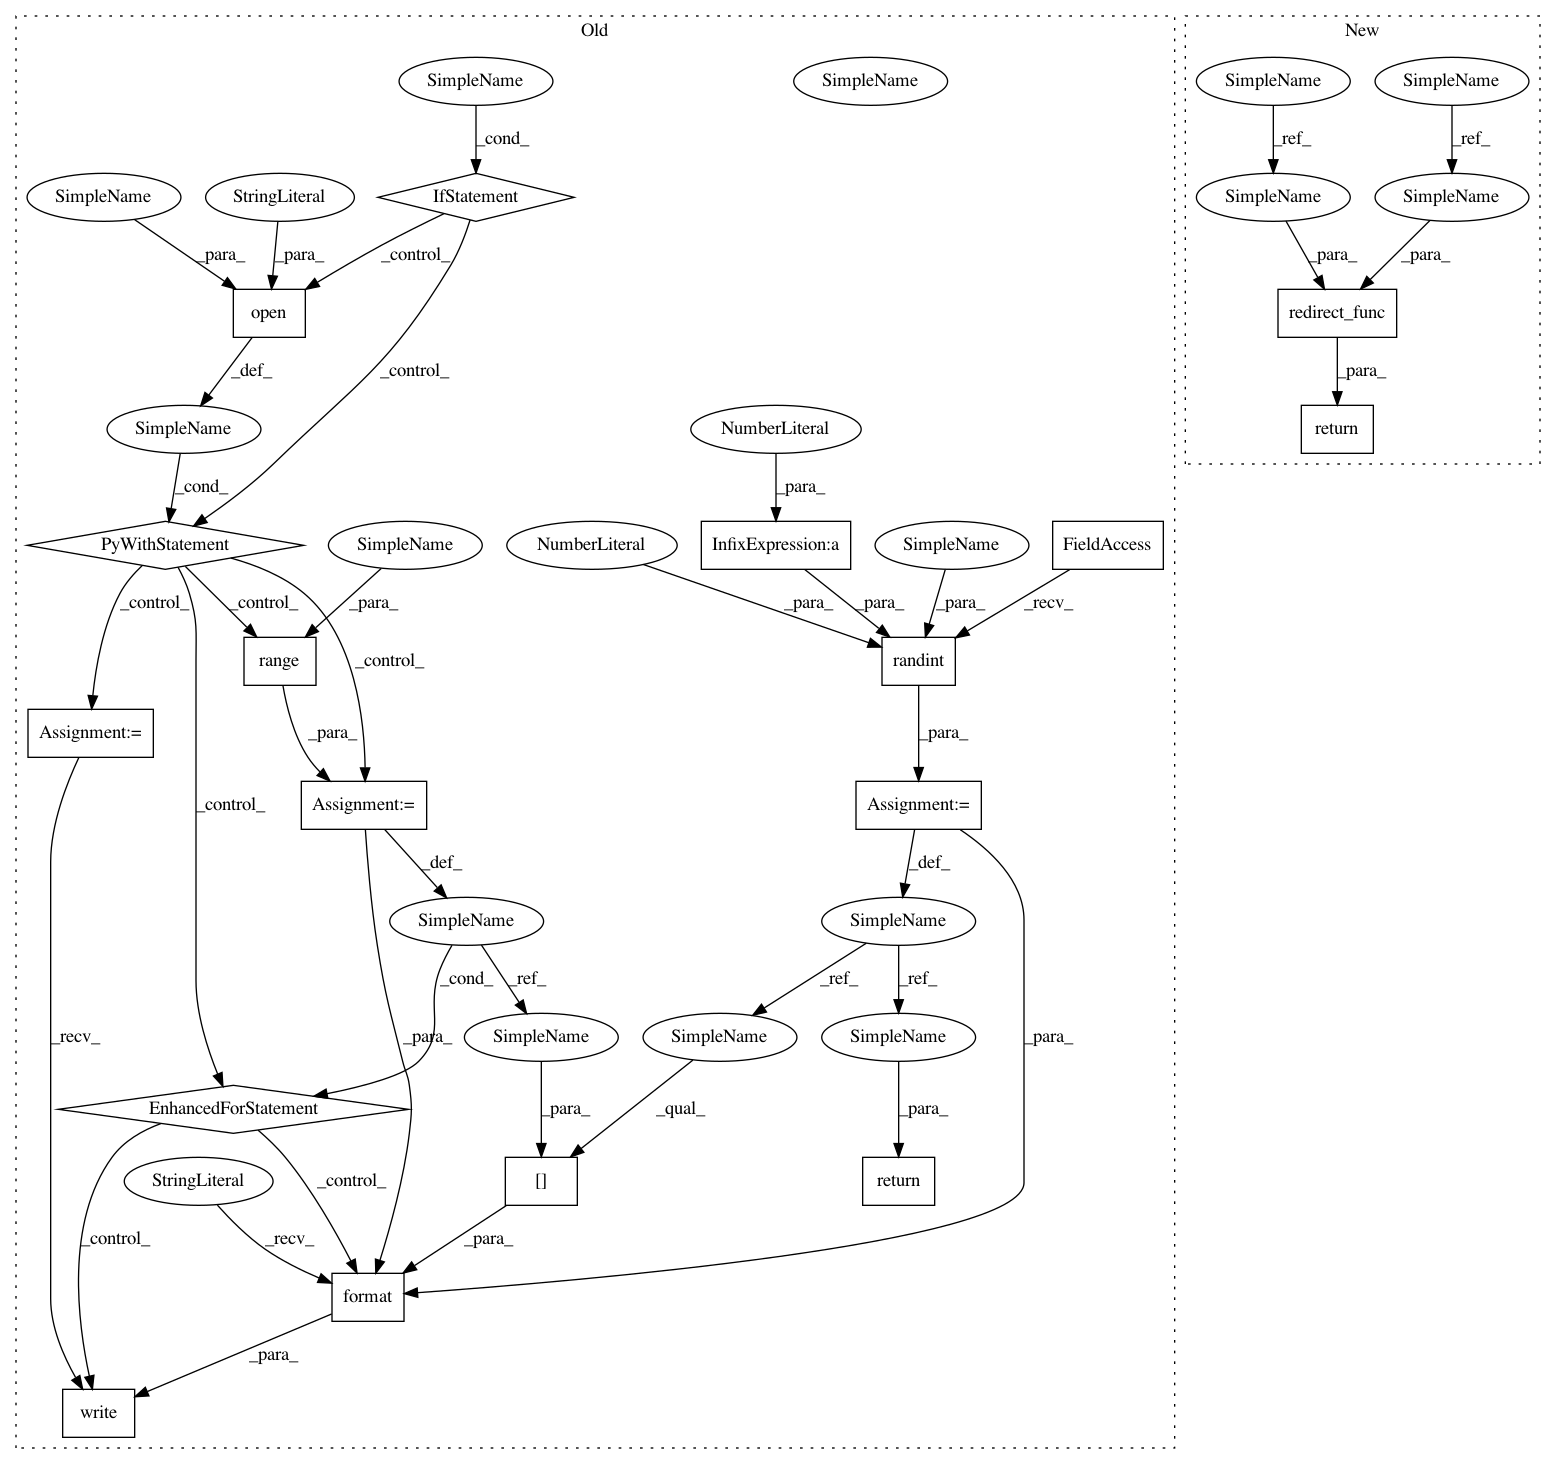 Old
New
SimpleName
SimpleName
SimpleName
SimpleName
_cond_
_ref_
_ref_
SimpleName
StringLiteral
IfStatement
SimpleName
SimpleName
_para_
_para_
_control_
_para_
_para_
open
redirect_func
_def_
_control_
_para_
SimpleName
NumberLiteral
return
_cond_
_para_
PyWithStatement
SimpleName
NumberLiteral
InfixExpression:a
SimpleName
FieldAccess
_control_
_control_
_para_
_para_
_para_
_para_
_recv_
range
randint
_control_
Assignment:=
_para_
_para_
_control_
Assignment:=
Assignment:=
_def_
_def_
SimpleName
SimpleName
_cond_
_ref_
_ref_
_ref_
_recv_
_para_
SimpleName
SimpleName
SimpleName
_para_
EnhancedForStatement
_para_
_qual_
_para_
StringLiteral
_control_
[]
return
_control_
_recv_
_para_
format
_para_
write